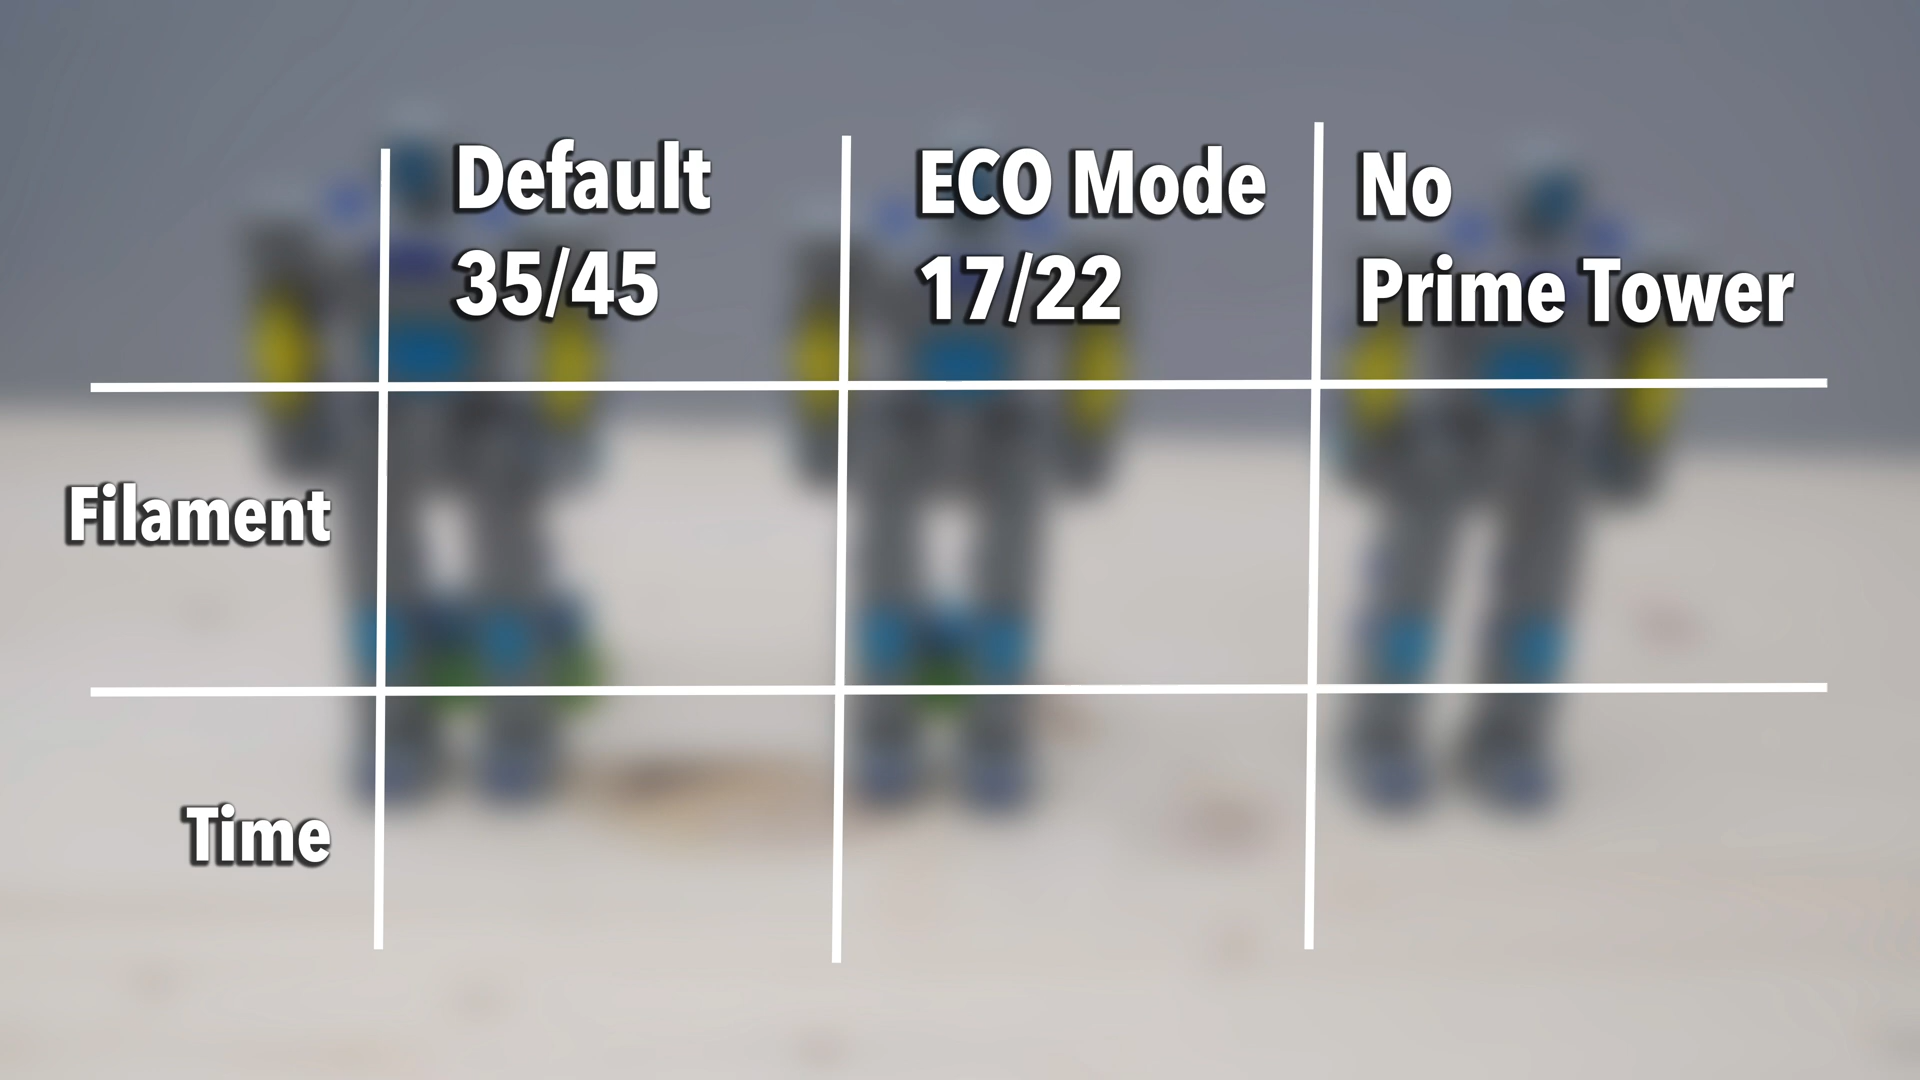 Default
35/45
ECO Mode
17/22
No
Prime Tower
Filament
Time